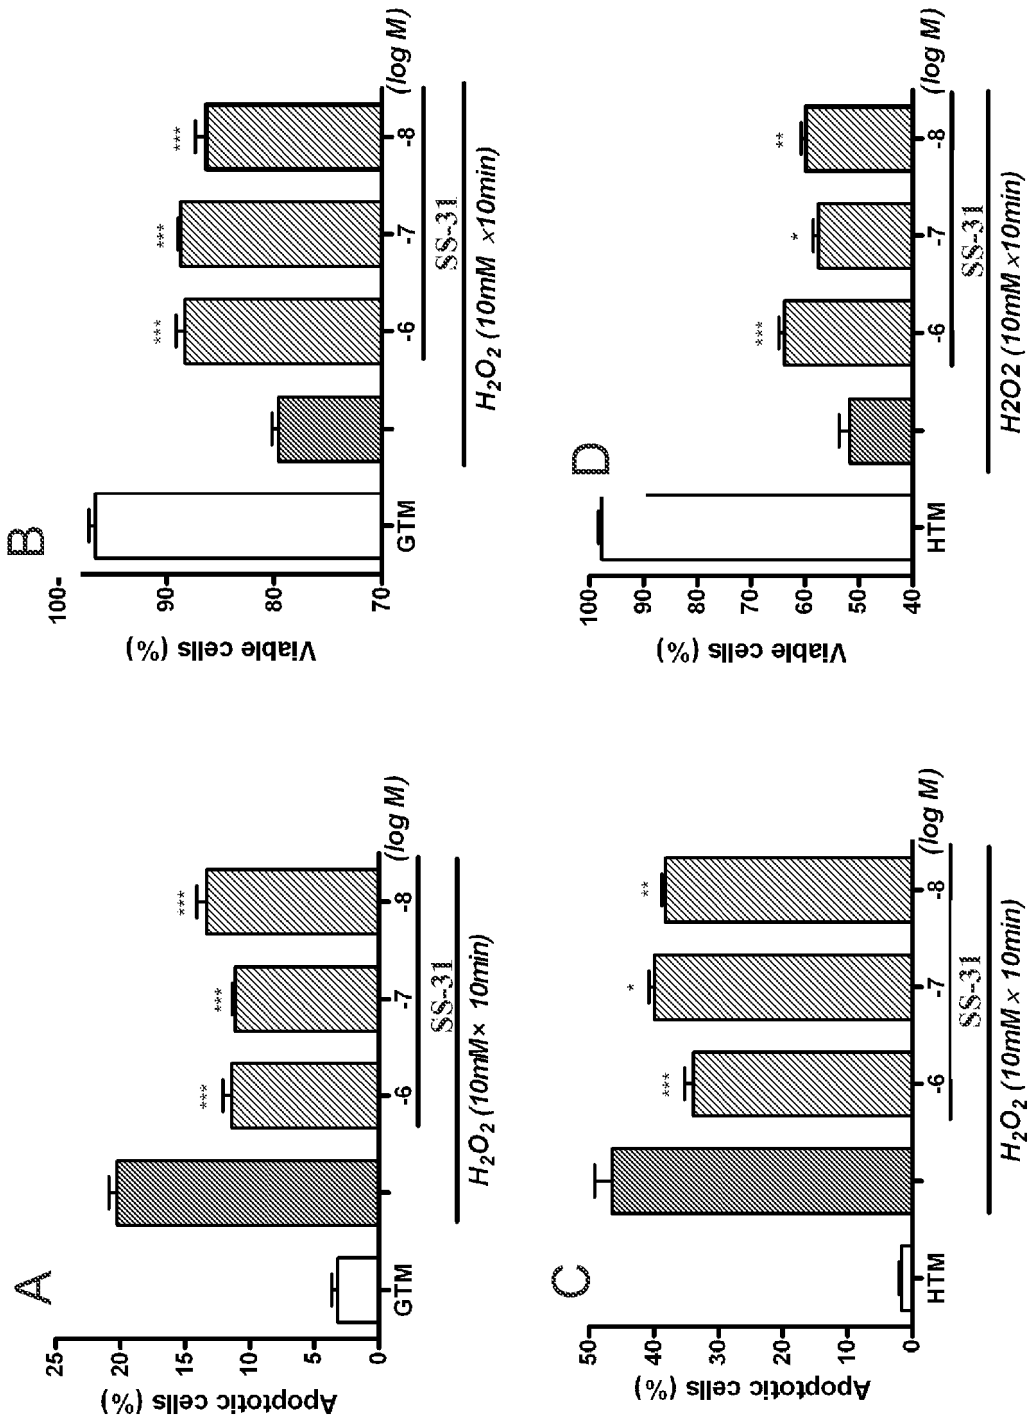 A
Apoptotic cells (%)
25
20
15
10
5
0
***
***
***
GTM
-6
-7
-8
(log M)
SS-31
H₂O₂ (10mM × 10min)
B
Viable cells (%)
100-
90
80
70
***
***
***
GTM
-6
-7
-8
(log M)
SS-31
H₂O₂ (10mM ×10min)
C
Apoptotic cells (%)
50
40
30
20
10
0
***
*
**
HTM
-6
-7
-8
(log M)
SS-31
H₂O₂ (10mM × 10min)
D
Viable cells (%)
100
90
80
70
60
50
40
***
*
**
HTM
-6
-7
-8
(log M)
SS-31
H2O2 (10mM ×10min)